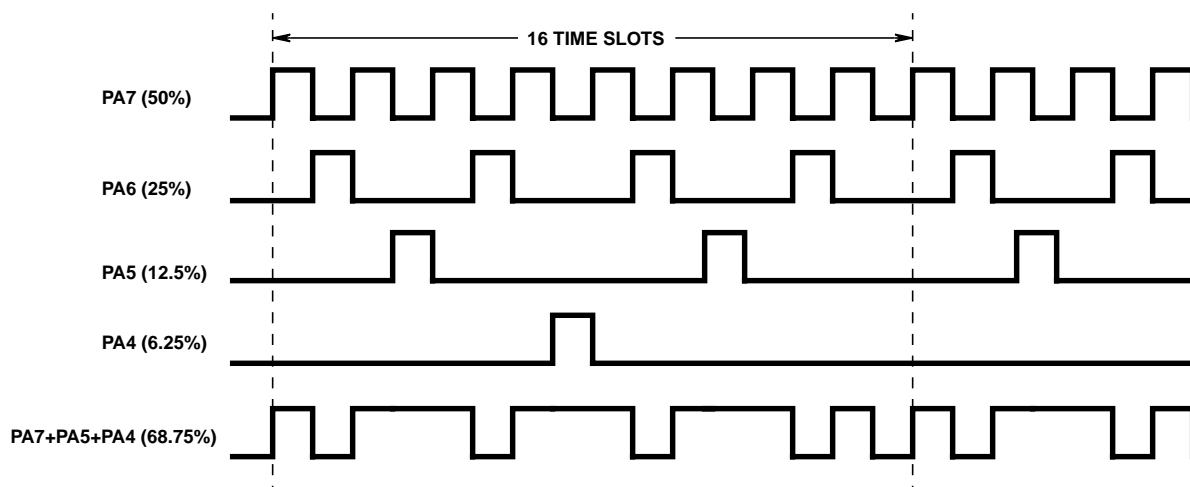 16 TIME SLOTS
PA7 (50%)
PA6 (25%)
PA5 (12.5%)
PA4 (6.25%)
PA7+PA5+PA4 (68.75%)